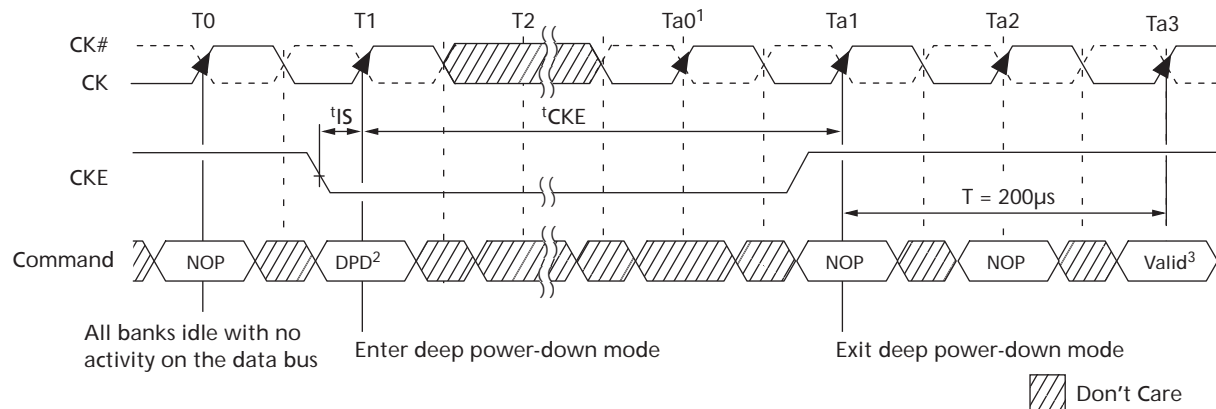 T0 T1 T2 Ta0¹ Ta1 Ta2 Ta3
CK#
CK
ᵗIS ᵗCKE
CKE
T = 200µs
Command NOP DPD² NOP NOP Valid³
All banks idle with no
activity on the data bus
Enter deep power-down mode
Exit deep power-down mode
Don't Care